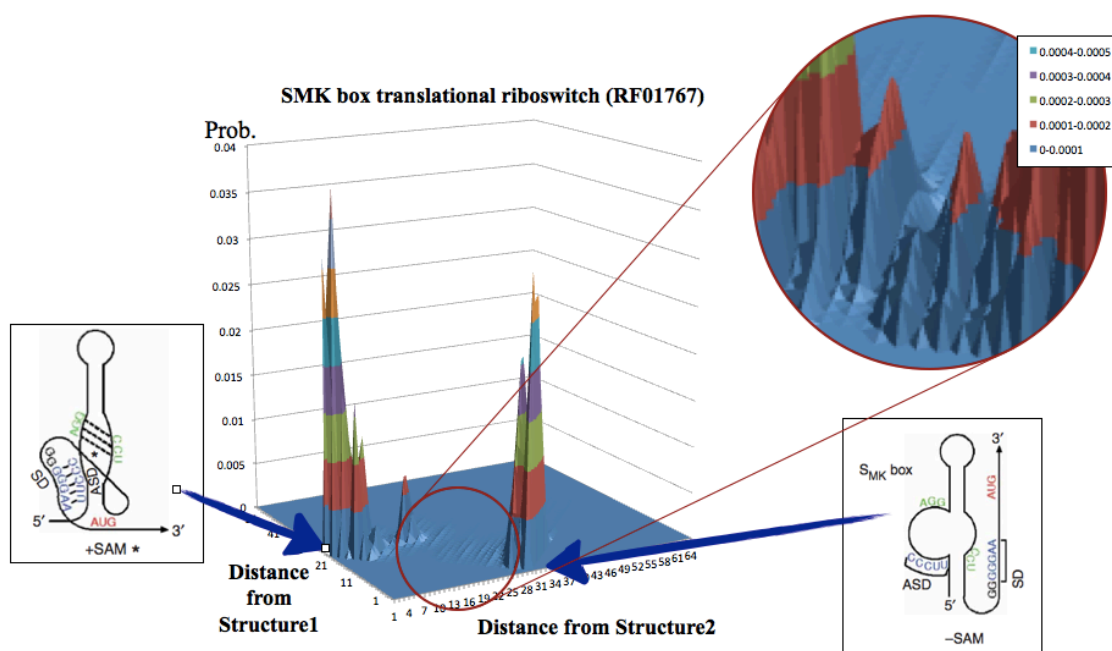 SMK box translational riboswitch (RF01767)
0.0004-0.0005
0.0003-0.0004
0.0002-0.0003
0.0001-0.0002
0-0.0001
Prob.
0.04
0.035
0.03
0.025
0.02
0.015
0.01
0.005
0
41
21
11
1
1 4 7 10 13 16 19 22 25 28 31 34 37 43 46 49 52 55 58 61 64
Distance
from
Structure1
Distance from Structure2
CCU
GG
GGGAA
SD
ASD
5'
AUG
3'
+SAM *
3'
SMK box
AUG
AGG
CCCUU
ASD
CCU
GGGGGAA
SD
5'
–SAM